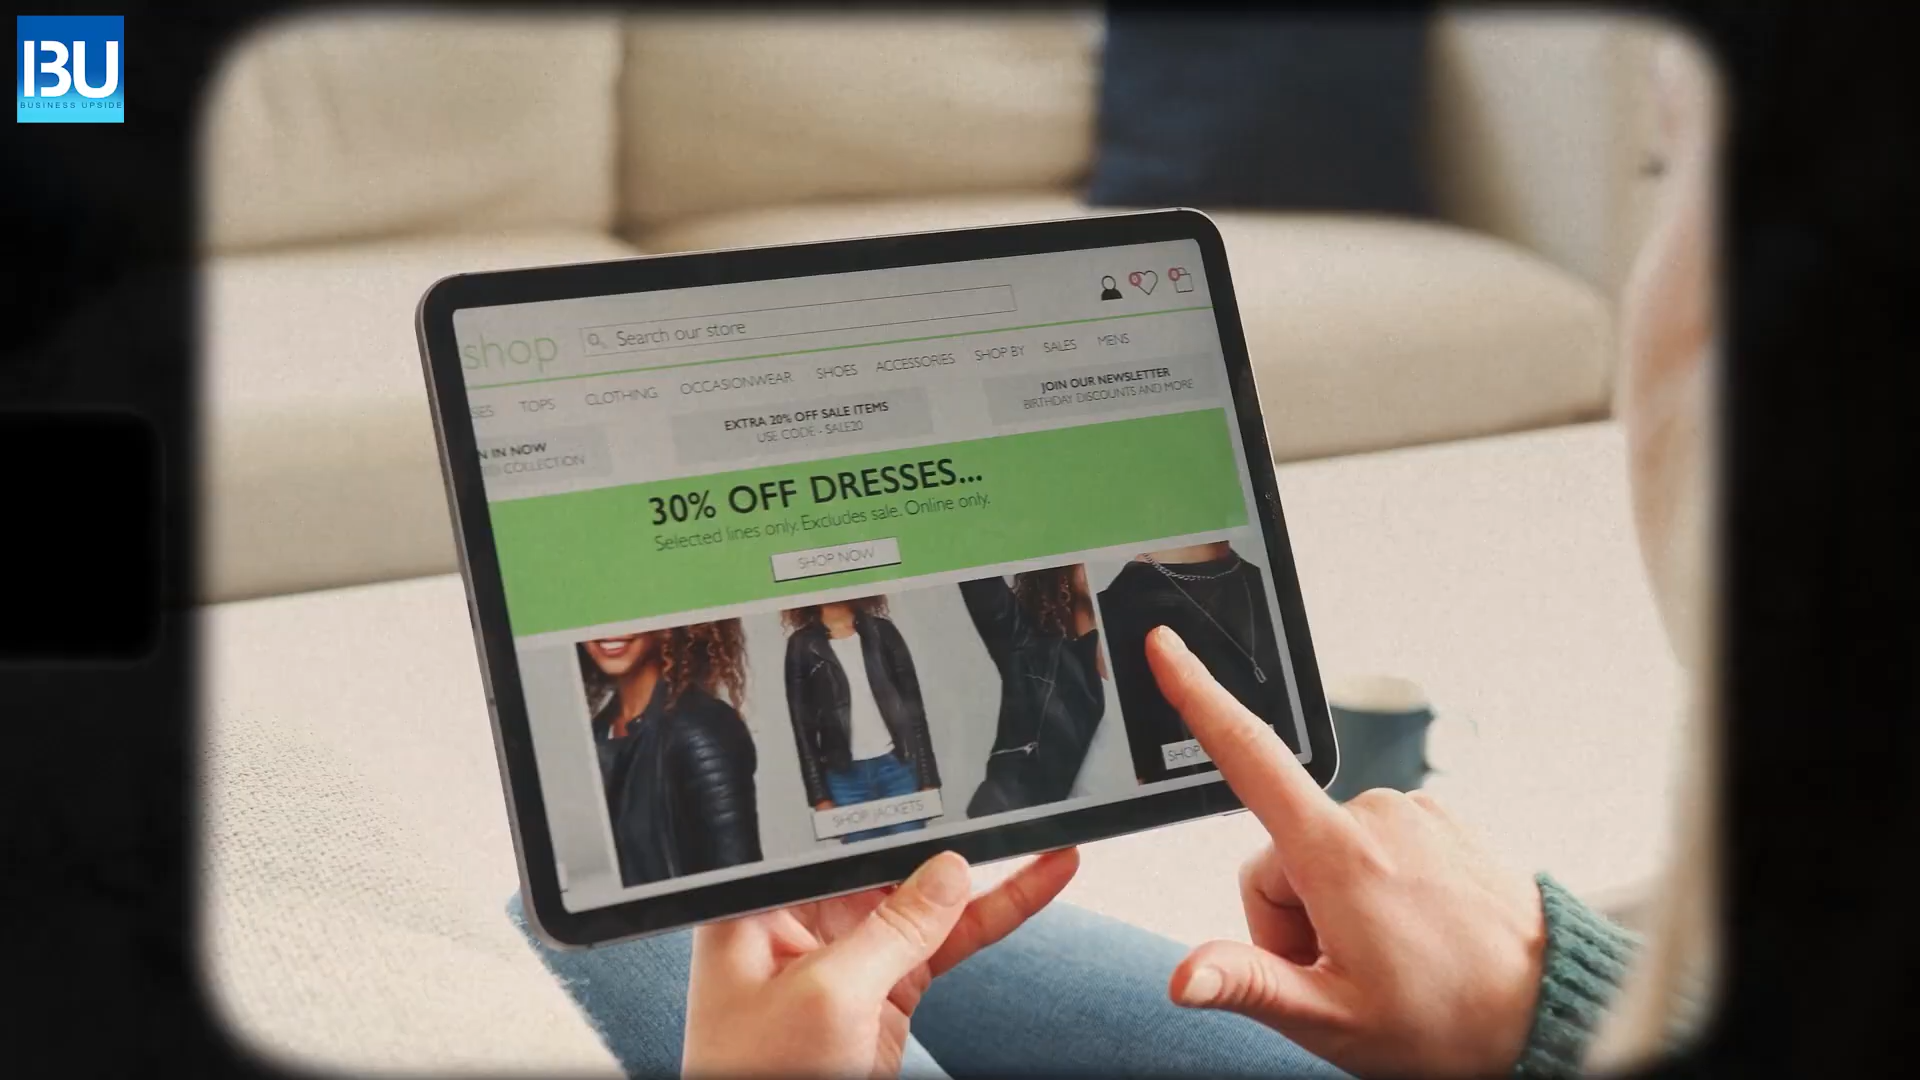 BU
BUSINESS UPSIDE
shop
Search our store
TOPS CLOTHING OCCASIONWEAR SHOES ACCESSORIES SHOP BY SALES MENS
IN NOW
COLLECTION
EXTRA 20% OFF SALE ITEMS
USE CODE - SALE20
JOIN OUR NEWSLETTER
BIRTHDAY DISCOUNTS AND MORE
30% OFF DRESSES...
Selected lines only. Excludes sale. Online only.
SHOP NOW
SHOP JACKETS
SHOP